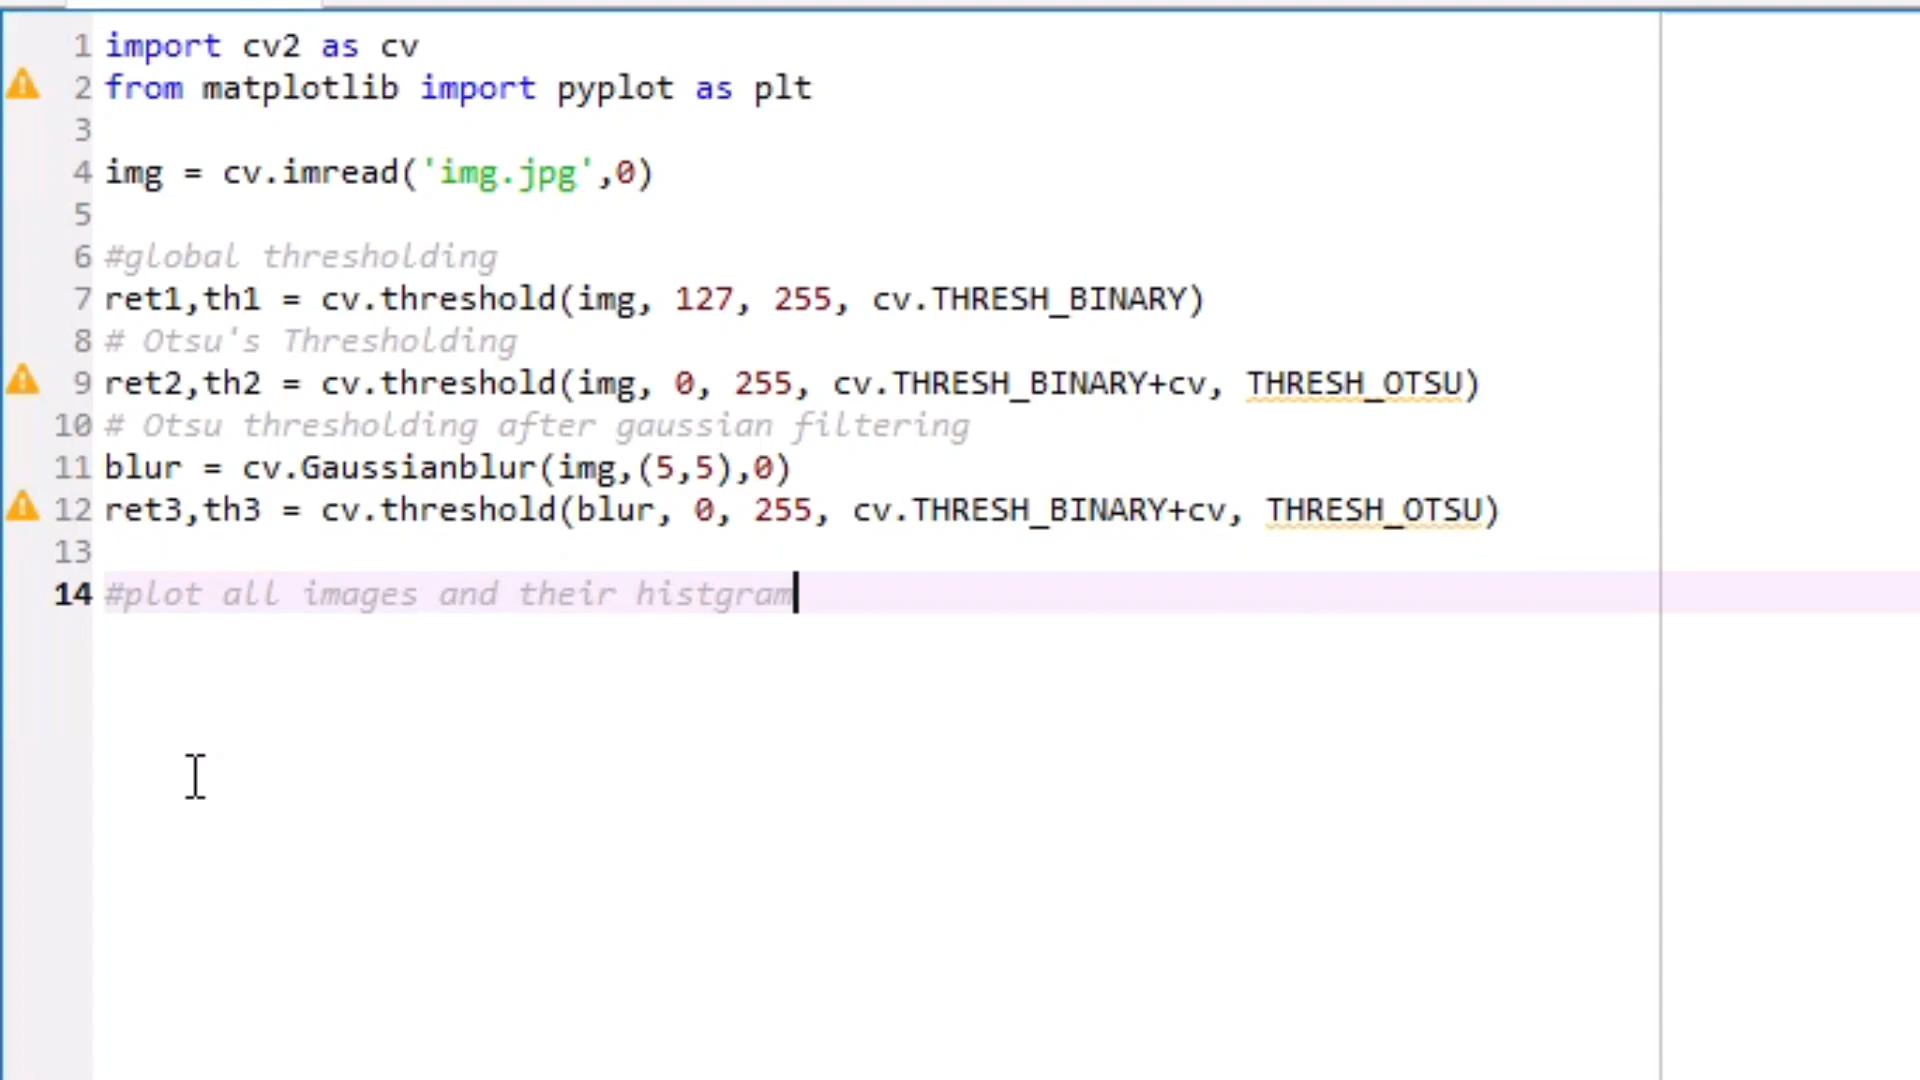 1 import cv2 as cv
2 from matplotlib import pyplot as plt
3
4 img = cv.imread('img.jpg',0)
5
6 #global thresholding
7 ret1,th1 = cv.threshold(img, 127, 255, cv.THRESH_BINARY)
8 # Otsu's Thresholding
9 ret2,th2 = cv.threshold(img, 0, 255, cv.THRESH_BINARY+cv, THRESH_OTSU)
10 # Otsu thresholding after gaussian filtering
11 blur = cv.Gaussianblur(img,(5,5),0)
12 ret3,th3 = cv.threshold(blur, 0, 255, cv.THRESH_BINARY+cv, THRESH_OTSU)
13
14 #plot all images and their histgram